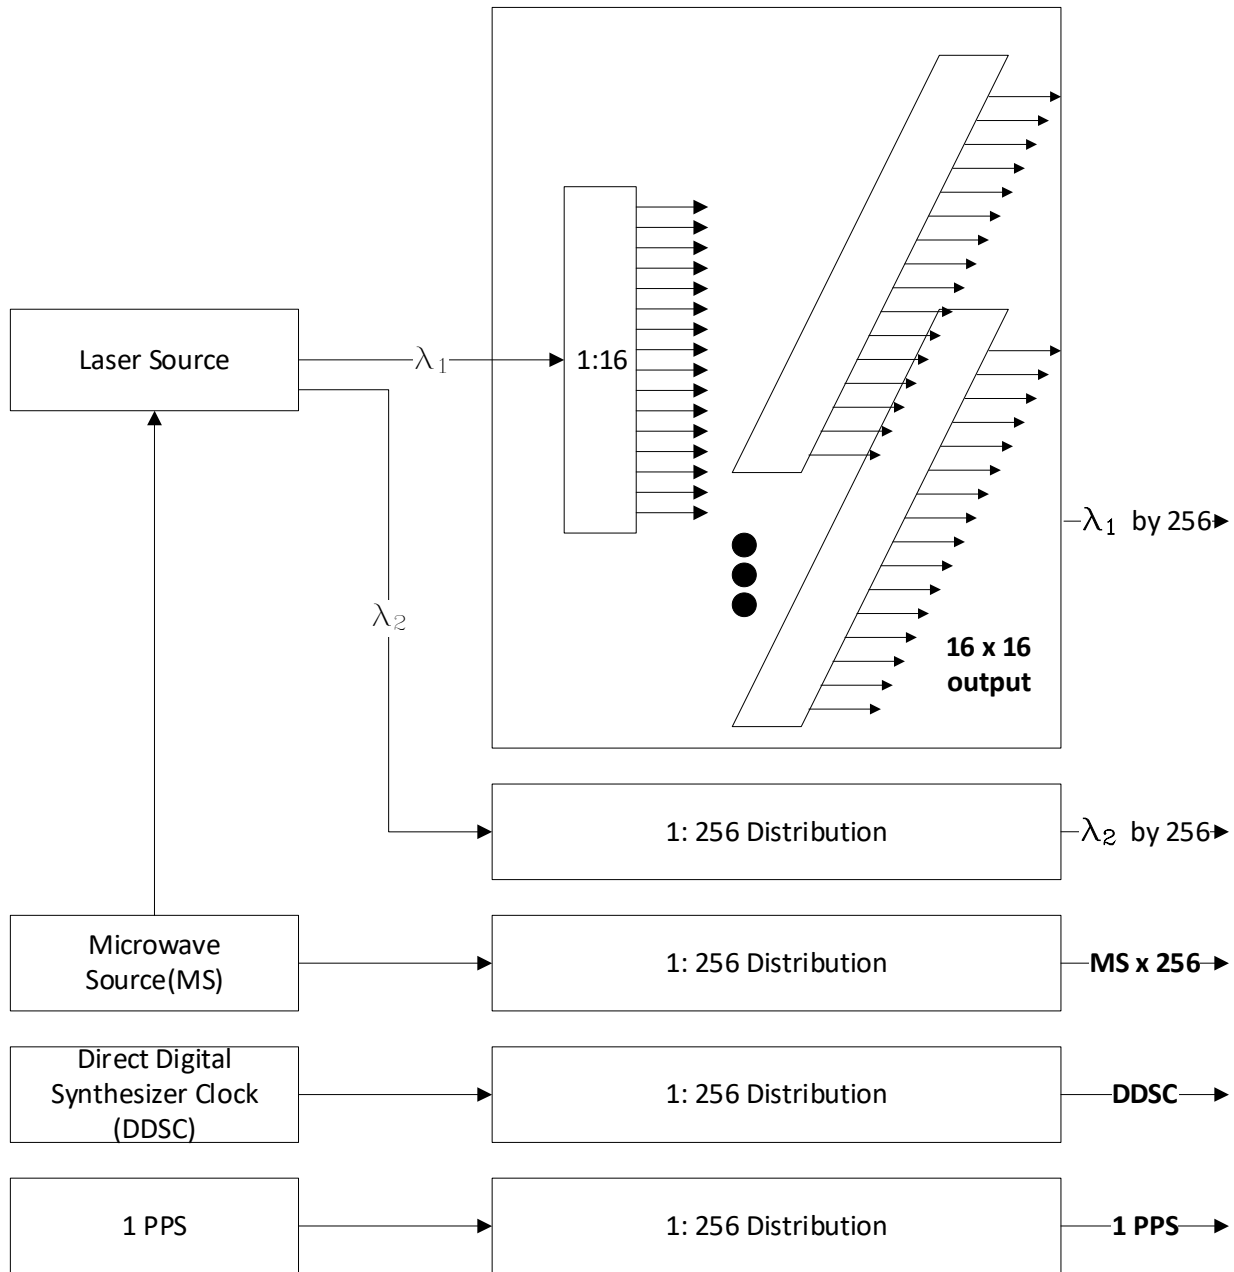 Laser Source
λ₁
1:16
λ₂
16 x 16
output
λ₁ by 256
1: 256 Distribution
λ₂ by 256
Microwave
Source(MS)
1: 256 Distribution
MS x 256
Direct Digital
Synthesizer Clock
(DDSC)
1: 256 Distribution
DDSC
1 PPS
1: 256 Distribution
1 PPS